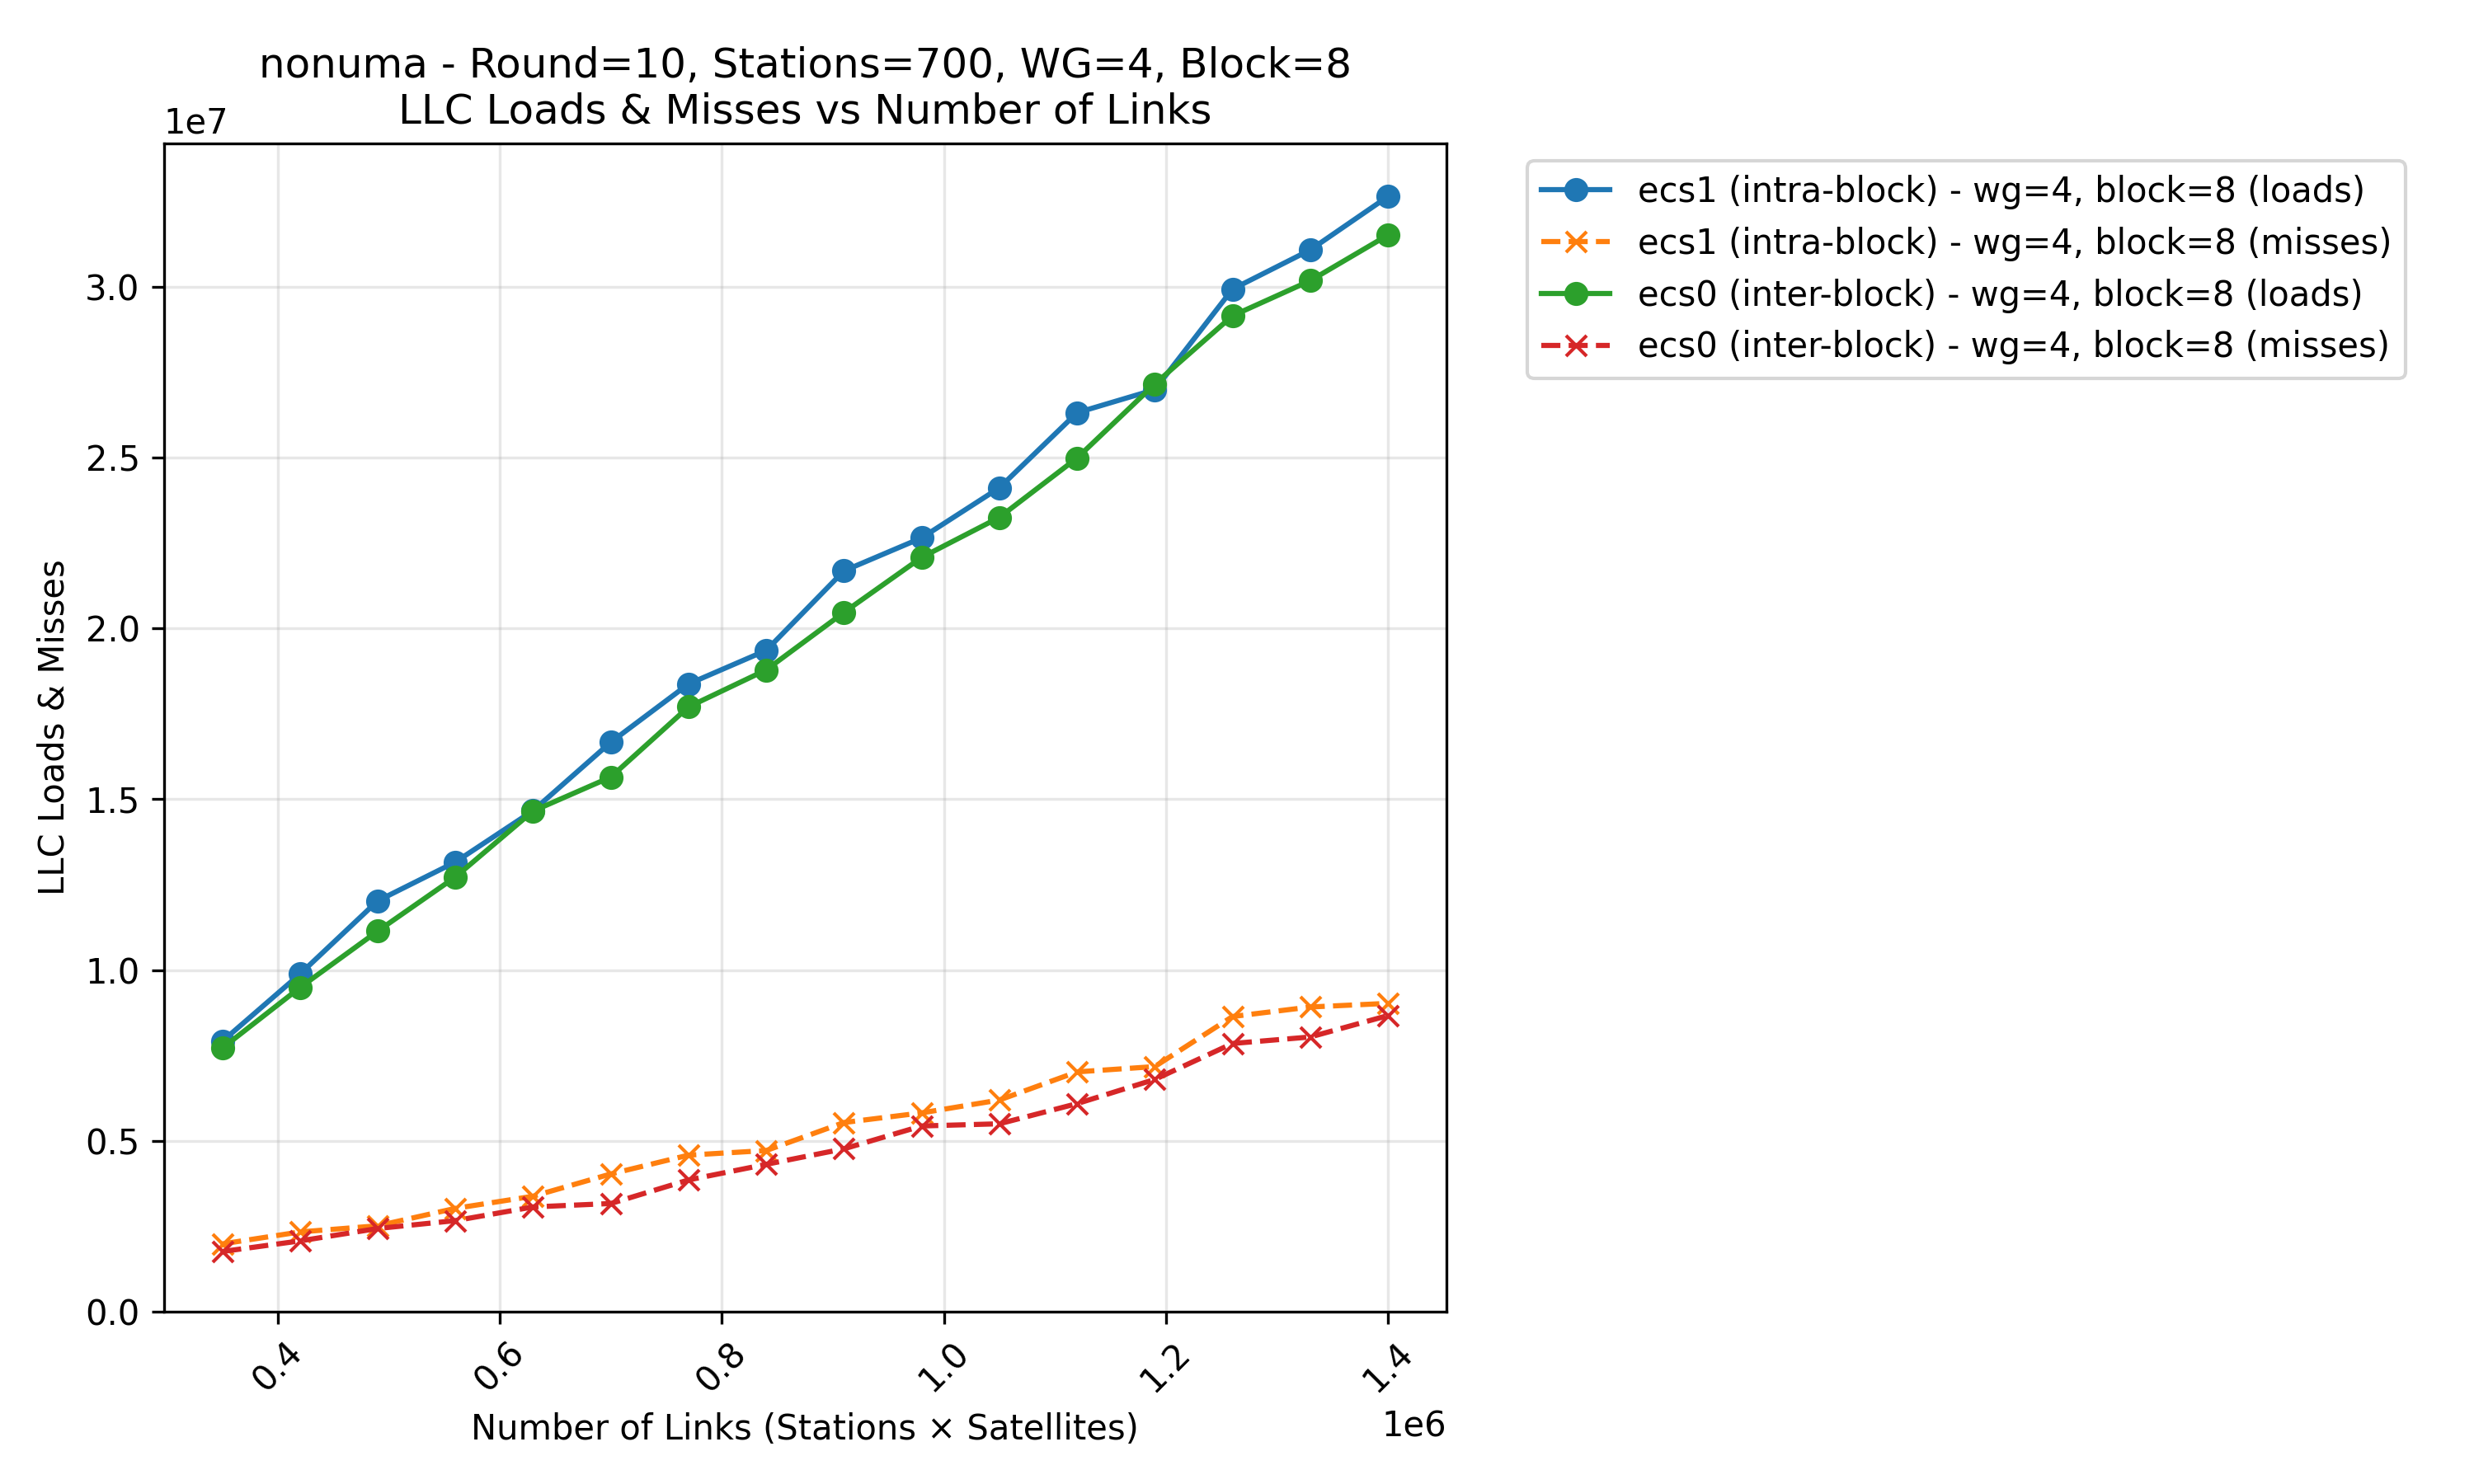 nonuma - Round=10, Stations=700, WG=4, Block=8
LLC Loads & Misses vs Number of Links
1e7
ecs1 (intra-block) - wg=4, block=8 (loads)
ecs1 (intra-block) - wg=4, block=8 (misses)
ecs0 (inter-block) - wg=4, block=8 (loads)
ecs0 (inter-block) - wg=4, block=8 (misses)
3.0
2.5
2.0
1.5
1.0
0.5
0.0
LLC Loads & Misses
0.4
0.6
0.8
1.0
1.2
1.4
Number of Links (Stations × Satellites)
1e6